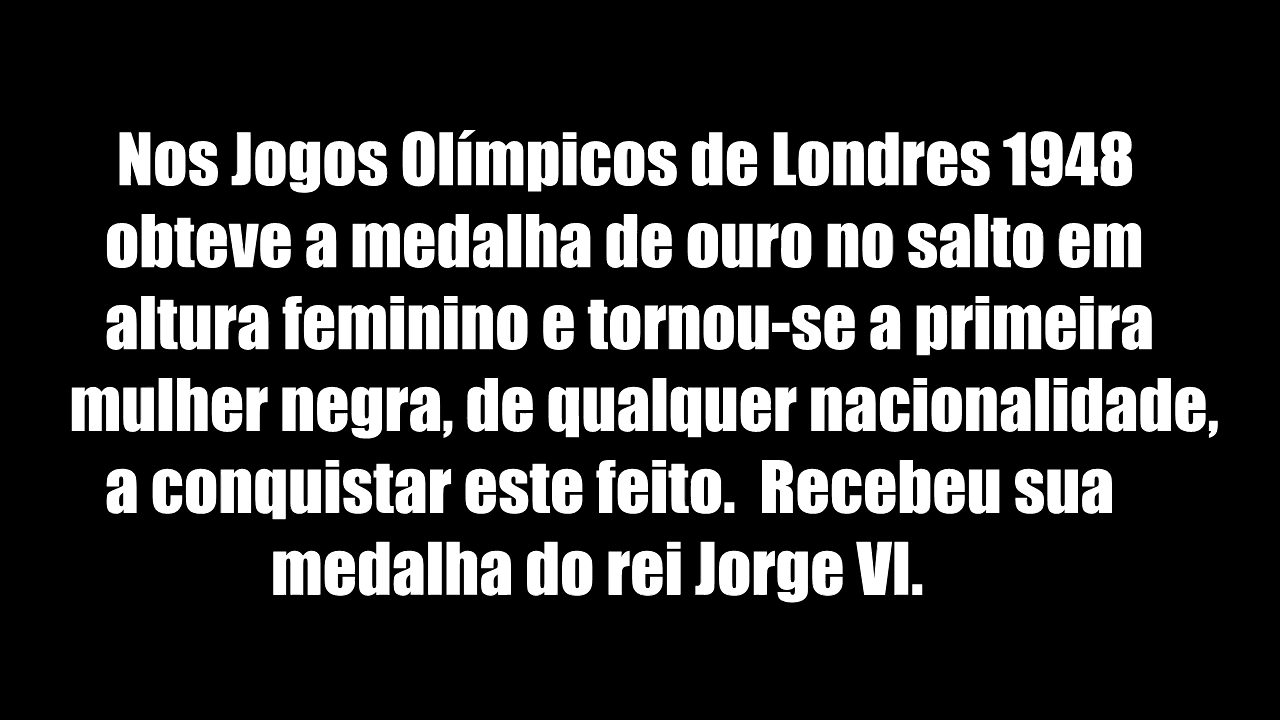 Nos Jogos Olímpicos de Londres 1948
obteve a medalha de ouro no salto em
altura feminino e tornou-se a primeira
mulher negra, de qualquer nacionalidade,
a conquistar este feito.  Recebeu sua
medalha do rei Jorge VI.